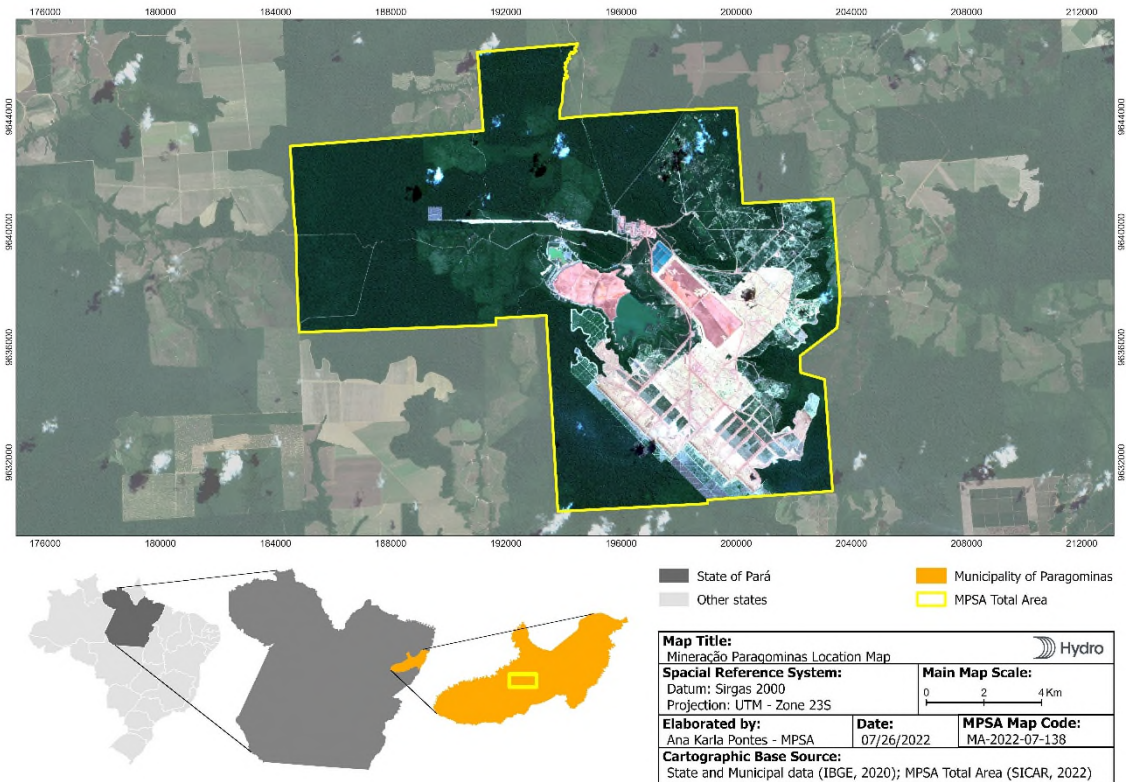 176000 180000 184000 188000 192000 196000 200000 204000 208000 212000
9644000 9644000
9640000 9640000
9636000 9636000
9632000 9632000
176000 180000 184000 188000 192000 196000 200000 204000 208000 212000
State of Pará
Municipality of Paragominas
Other states
MPSA Total Area
Map Title:
Mineração Paragominas Location Map
Hydro
Spacial Reference System:
Datum: Sirgas 2000
Projection: UTM - Zone 23S
Main Map Scale:
0 2 4 Km
Elaborated by:
Ana Karla Pontes - MPSA
Date:
07/26/2022
MPSA Map Code:
MA-2022-07-138
Cartographic Base Source:
State and Municipal data (IBGE, 2020); MPSA Total Area (SICAR, 2022)